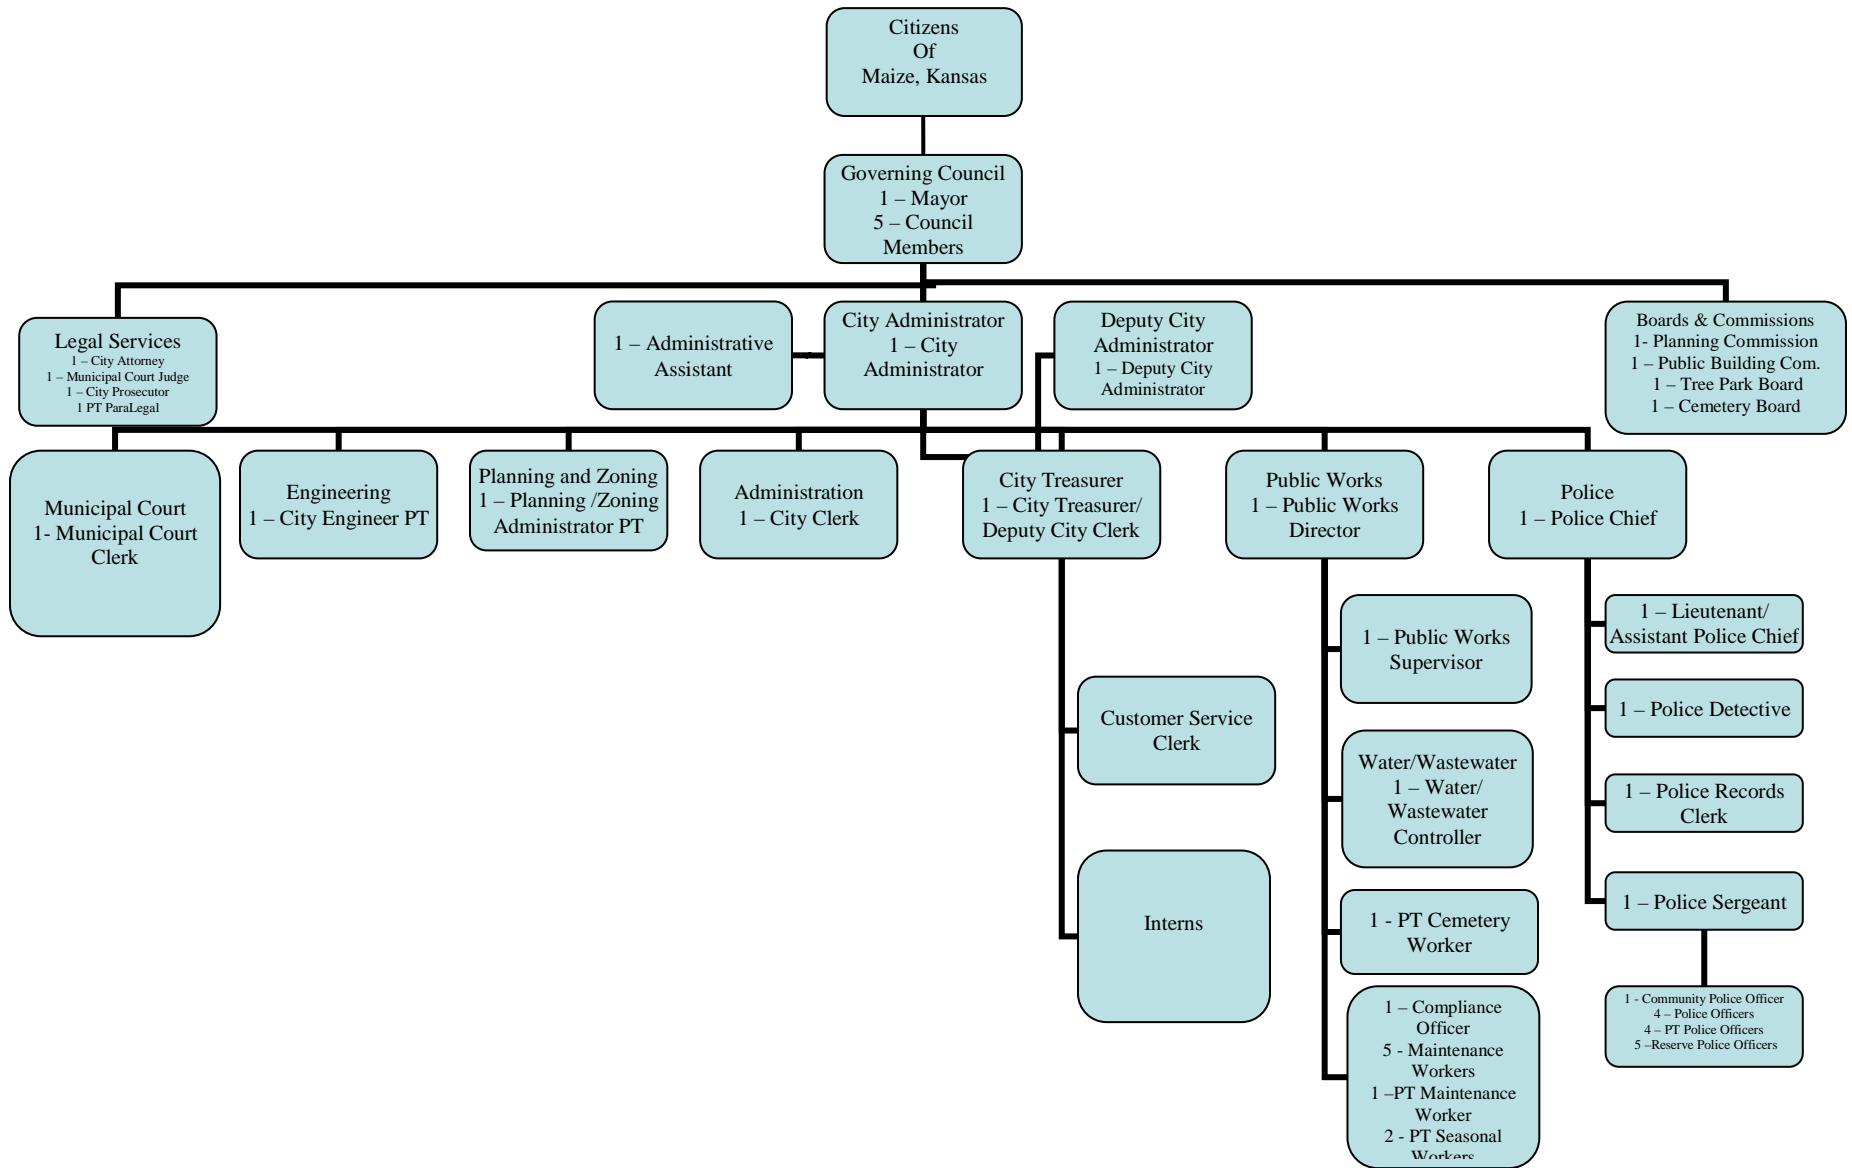 Citizens
Of
Maize, Kansas
Governing Council
1 – Mayor
5 – Council
Members
Legal Services
1 – City Attorney
1 – Municipal Court Judge
1 – City Prosecutor
1 PT ParaLegal
1 – Administrative
Assistant
City Administrator
1 – City
Administrator
Deputy City
Administrator
1 – Deputy City
Administrator
Boards & Commissions
1- Planning Commission
1 – Public Building Com.
1 – Tree Park Board
1 – Cemetery Board
Municipal Court
1- Municipal Court
Clerk
Engineering
1 – City Engineer PT
Planning and Zoning
1 – Planning /Zoning
Administrator PT
Administration
1 – City Clerk
City Treasurer
1 – City Treasurer/
Deputy City Clerk
Public Works
1 – Public Works
Director
Police
1 – Police Chief
Customer Service
Clerk
Interns
1 – Public Works
Supervisor
Water/Wastewater
1 – Water/
Wastewater
Controller
1 - PT Cemetery
Worker
1 – Compliance
Officer
5 - Maintenance
Workers
1 –PT Maintenance
Worker
2 - PT Seasonal
Workers
1 – Lieutenant/
Assistant Police Chief
1 – Police Detective
1 – Police Records
Clerk
1 – Police Sergeant
1 - Community Police Officer
4 – Police Officers
4 – PT Police Officers
5 –Reserve Police Officers